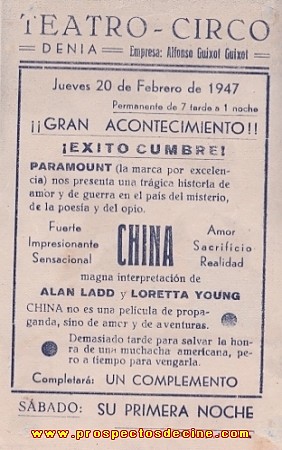 TEATRO-CIRCO
DENIA Empresa: Alfonso Guixot Guixot
Jueves 20 de Febrero de 1947
Permanente de 7 tarde a 1 noche
¡¡GRAN ACONTECIMIENTO!!
¡EXITO CUMBRE!
PARAMOUNT (la marca por excelen-
cia) nos presenta una trágica historia de
amor y de guerra en el país del misterio,
de la poesía y del opio.
Fuerte
Impresionante
Sensacional
CHINA
Amor
Sacrificio
Realidad
magna interpretación de
ALAN LADD y LORETTA YOUNG
CHINA no es una película de propa-
ganda, sino de amor y de aventuras.
Demasiado tarde para salvar la hon-
ra de una muchacha americana, pe-
ro a tiempo para vengarla.
Completará: UN COMPLEMENTO
SÁBADO: SU PRIMERA NOCHE
www.prospectosdecine.com